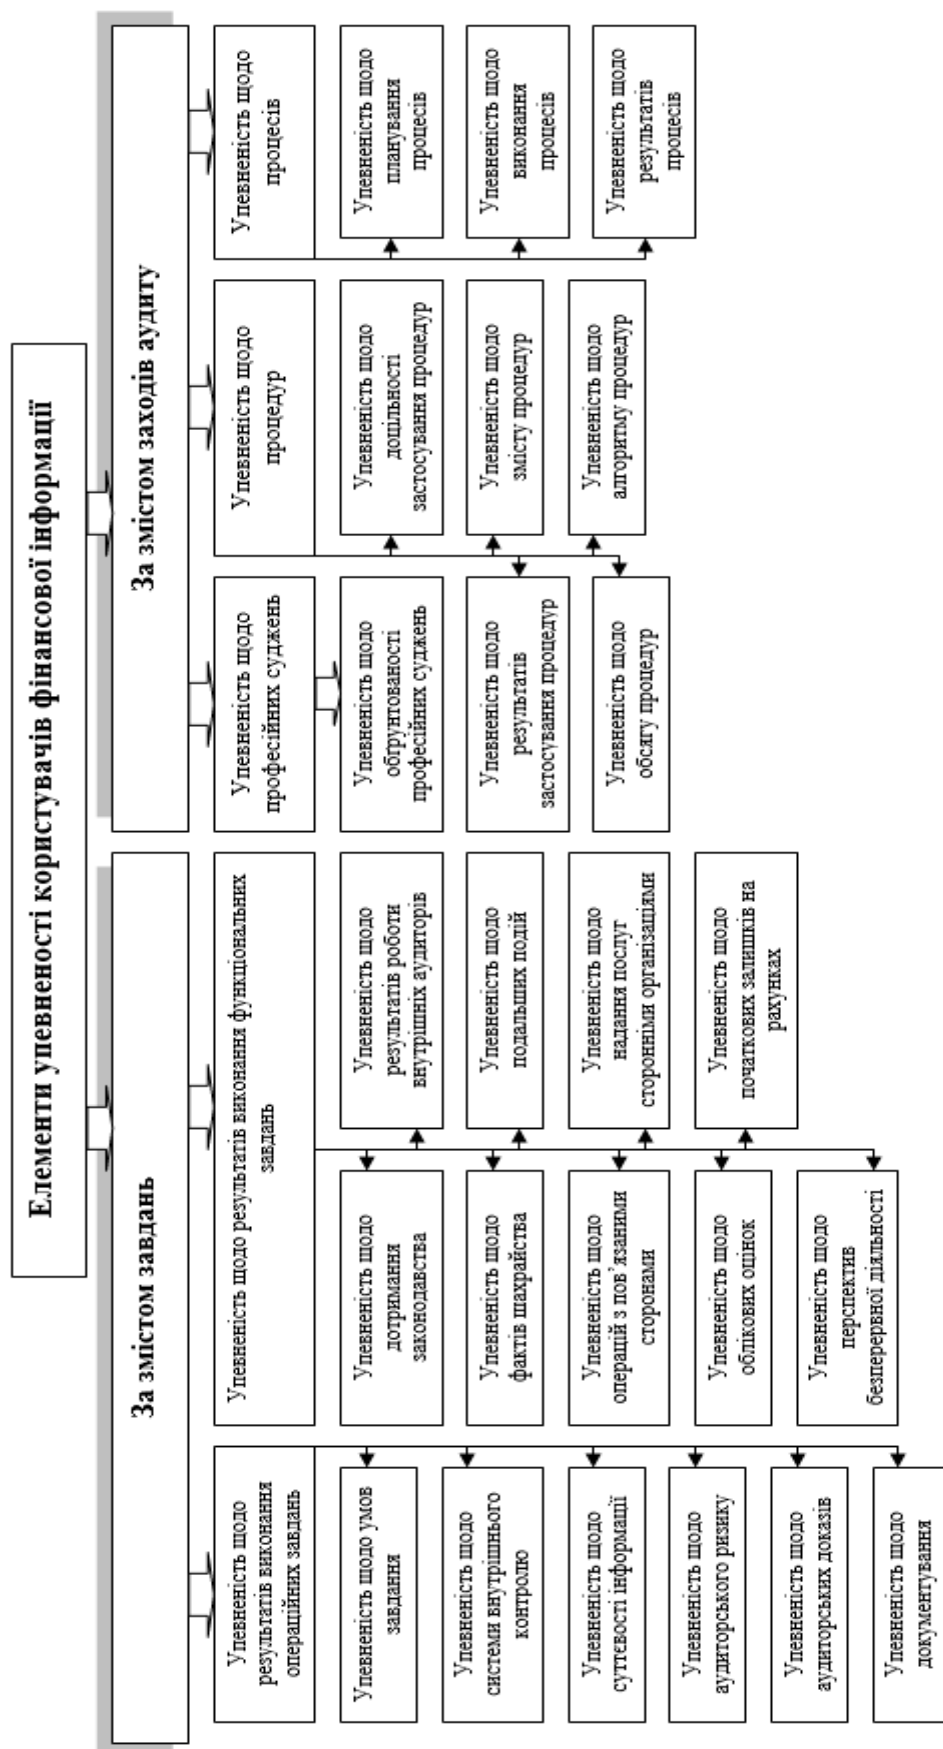 Елементи упевненості користувачів фінансової інформації
За змістом завдань
За змістом заходів аудиту
Упевненість щодо
результатів виконання
операційних завдань
Упевненість щодо результатів виконання функціональних
завдань
Упевненість щодо
професійних суджень
Упевненість щодо
процедур
Упевненість щодо
процесів
Упевненість щодо умов
завдання
Упевненість щодо
системи внутрішнього
контролю
Упевненість щодо
суттєвості інформації
Упевненість щодо
аудиторського ризику
Упевненість щодо
аудиторських доказів
Упевненість щодо
документування
Упевненість щодо
дотримання
законодавства
Упевненість щодо
фактів шахрайства
Упевненість щодо
операцій з пов’язаними
сторонами
Упевненість щодо
облікових оцінок
Упевненість щодо
перспектив
безперервної діяльності
Упевненість щодо
результатів роботи
внутрішніх аудиторів
Упевненість щодо
подальших подій
Упевненість щодо
надання послуг
сторонніми організаціями
Упевненість щодо
початкових залишків на
рахунках
Упевненість щодо
обґрунтованості
професійних суджень
Упевненість щодо
результатів
застосування процедур
Упевненість щодо
обсягу процедур
Упевненість щодо
доцільності
застосування процедур
Упевненість щодо
змісту процедур
Упевненість щодо
алгоритму процедур
Упевненість щодо
планування
процесів
Упевненість щодо
виконання
процесів
Упевненість щодо
результатів
процесів